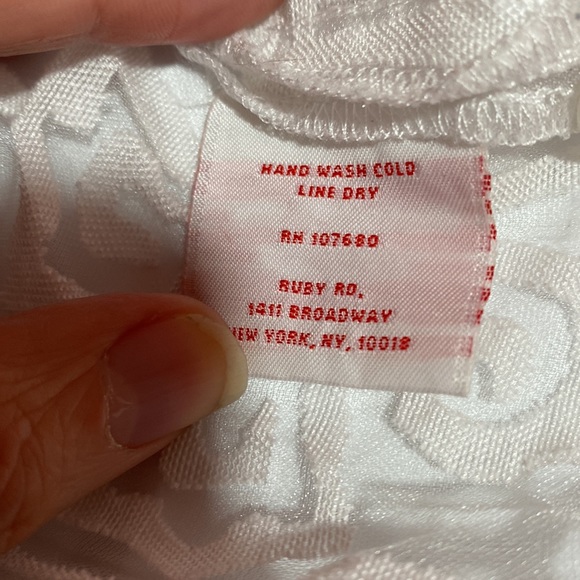 HAND WASH COLD
LINE DRY
RN 107680
RUBY RD.
1411 BROADWAY
NEW YORK, NY, 10018